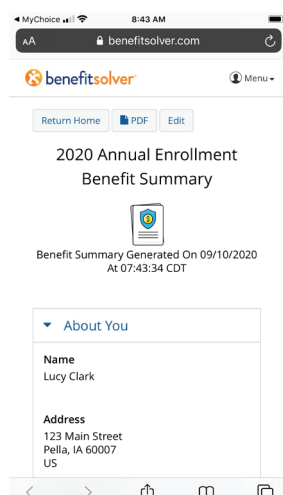 MyChoice
8:43 AM
AA
benefitsolver.com
benefitsolver
Menu
Return Home
PDF
Edit
2020 Annual Enrollment
Benefit Summary
Benefit Summary Generated On 09/10/2020
At 07:43:34 CDT
About You
Name
Lucy Clark
Address
123 Main Street
Pella, IA 60007
US